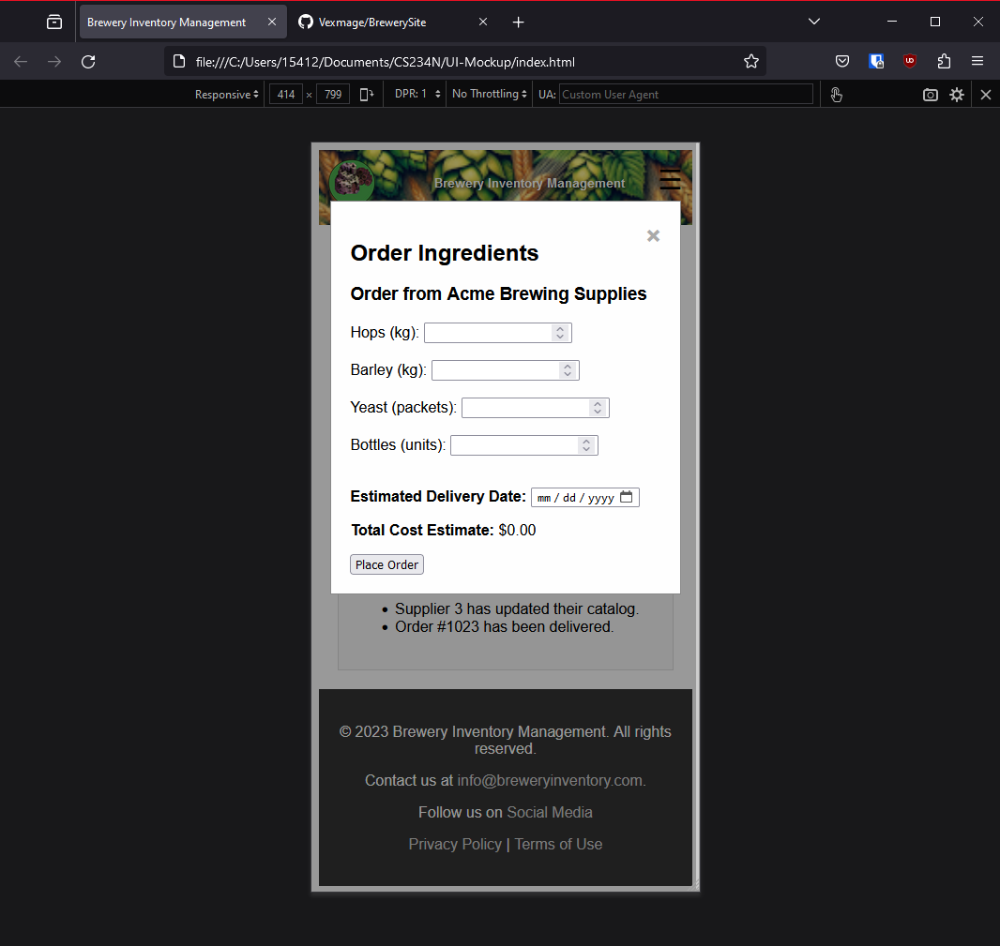 Brewery Inventory Management
Vexmage/BrewerySite
file:///C:/Users/15412/Documents/CS234N/UI-Mockup/index.html
Responsive 414 × 799 DPR: 1 No Throttling UA: Custom User Agent
Brewery Inventory Management
Order Ingredients
Order from Acme Brewing Supplies
Hops (kg):
Barley (kg):
Yeast (packets):
Bottles (units):
Estimated Delivery Date: mm / dd / yyyy
Total Cost Estimate: $0.00
Place Order
• Supplier 3 has updated their catalog.
• Order #1023 has been delivered.
© 2023 Brewery Inventory Management. All rights
reserved.
Contact us at info@breweryinventory.com.
Follow us on Social Media
Privacy Policy | Terms of Use